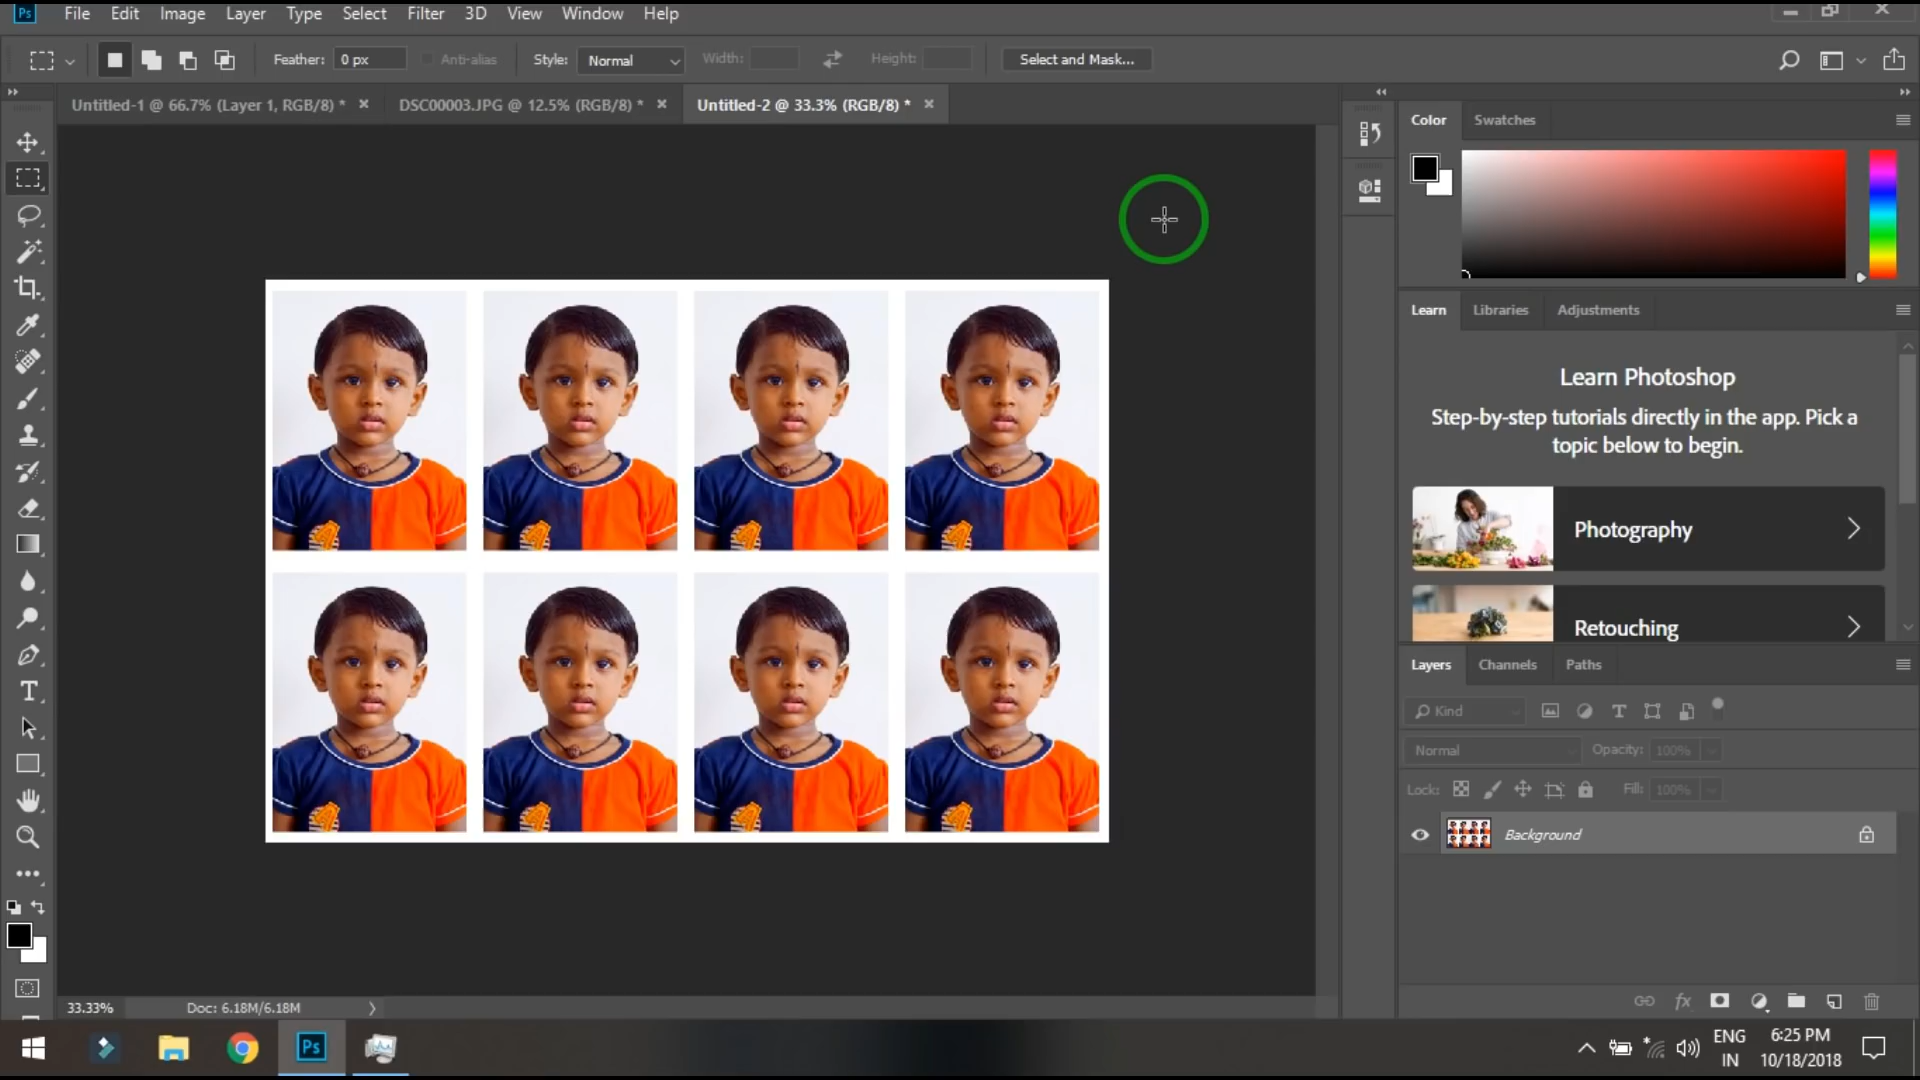 Ps File Edit Image Layer Type Select Filter 3D View Window Help
Feather: 0 px Anti-alias Style: Normal Width: Height: Select and Mask...
Untitled-1 @ 66.7% (Layer 1, RGB/8) * DSC00003.JPG @ 12.5% (RGB/8) * Untitled-2 @ 33.3% (RGB/8) *
Color Swatches
Learn Libraries Adjustments
Learn Photoshop
Step-by-step tutorials directly in the app. Pick a
topic below to begin.
Photography
Retouching
Layers Channels Paths
Kind
Normal Opacity: 100%
Lock: Fill: 100%
Background
33.33% Doc: 6.18M/6.18M
Ps
ENG
IN
6:25 PM
10/18/2018